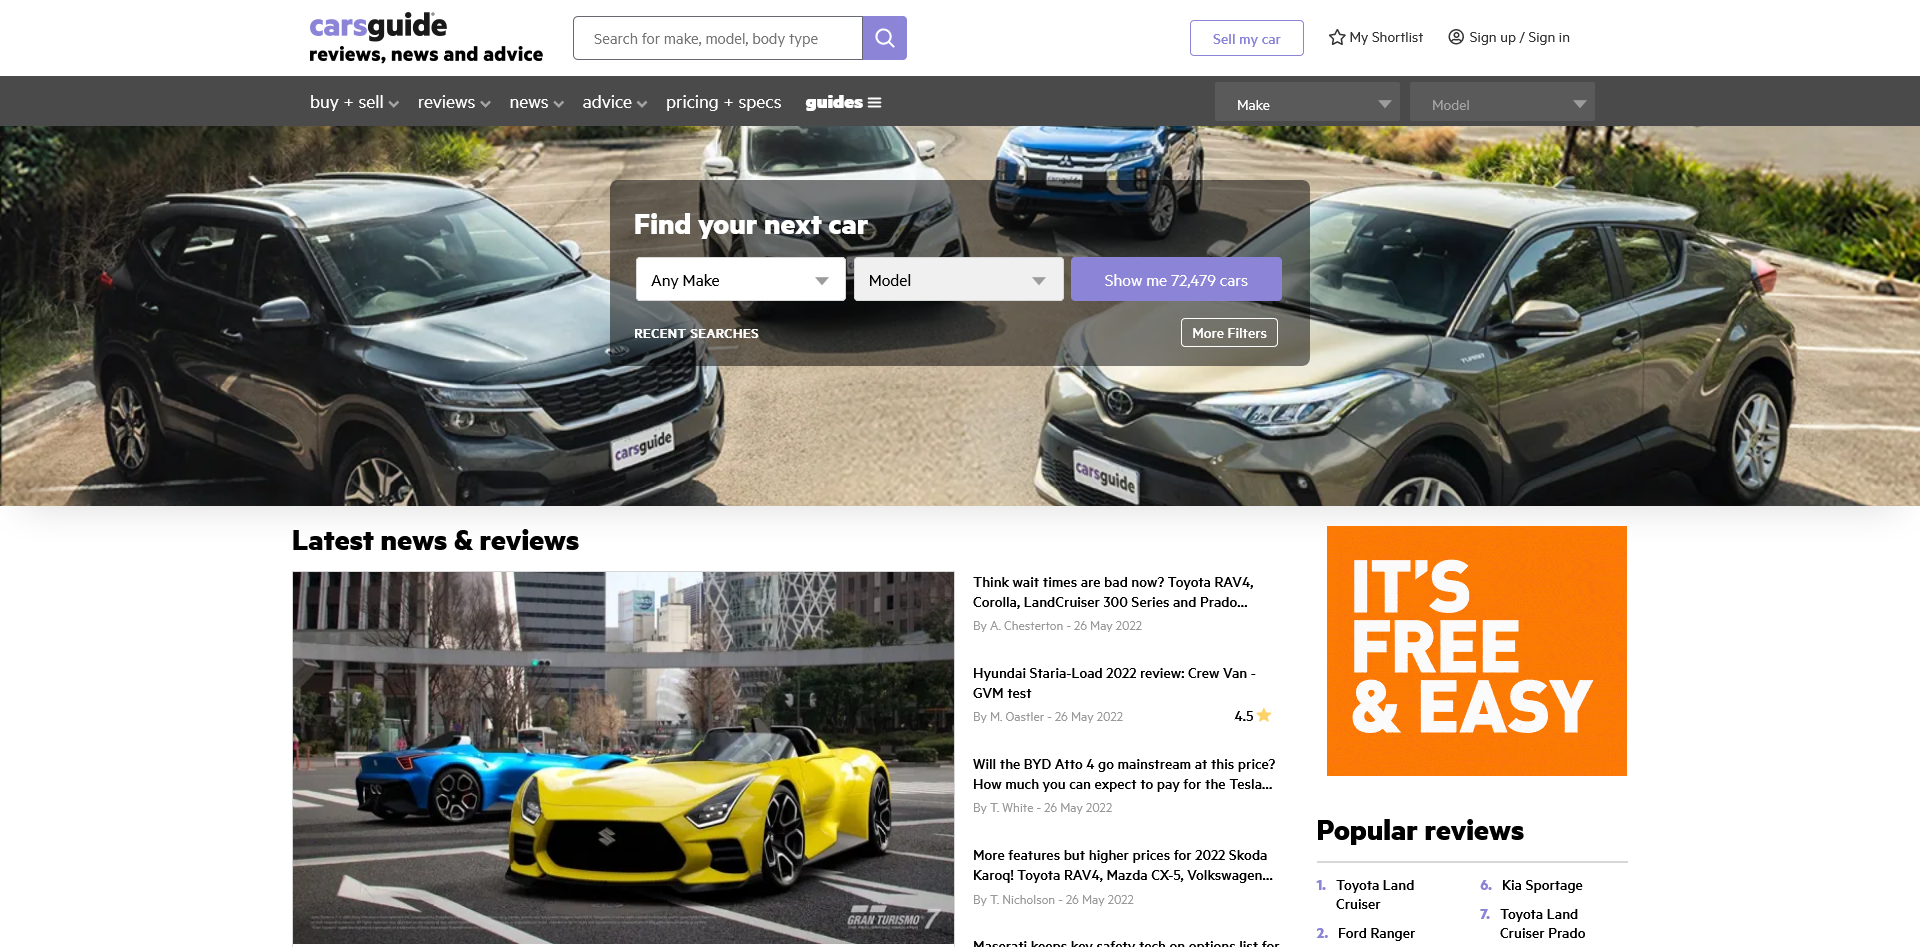 carsguide
reviews, news and advice
Search for make, model, body type
Sell my car
My Shortlist
Sign up / Sign in
buy + sell
reviews
news
advice
pricing + specs
guides
Make
Model
Find your next car
Any Make
Model
Show me 72,479 cars
RECENT SEARCHES
More Filters
carsguide
carsguide
carsguide
TURBO
Latest news & reviews
GRAN TURISMO 7
Think wait times are bad now? Toyota RAV4,
Corolla, LandCruiser 300 Series and Prado...
By A. Chesterton - 26 May 2022
Hyundai Staria-Load 2022 review: Crew Van -
GVM test
By M. Oastler - 26 May 2022
4.5
Will the BYD Atto 4 go mainstream at this price?
How much you can expect to pay for the Tesla...
By T. White - 26 May 2022
More features but higher prices for 2022 Skoda
Karoq! Toyota RAV4, Mazda CX-5, Volkswagen...
By T. Nicholson - 26 May 2022
Maserati keeps key safety tech on options list for
IT'S
FREE
& EASY
Popular reviews
1. Toyota Land
Cruiser
2. Ford Ranger
6. Kia Sportage
7. Toyota Land
Cruiser Prado